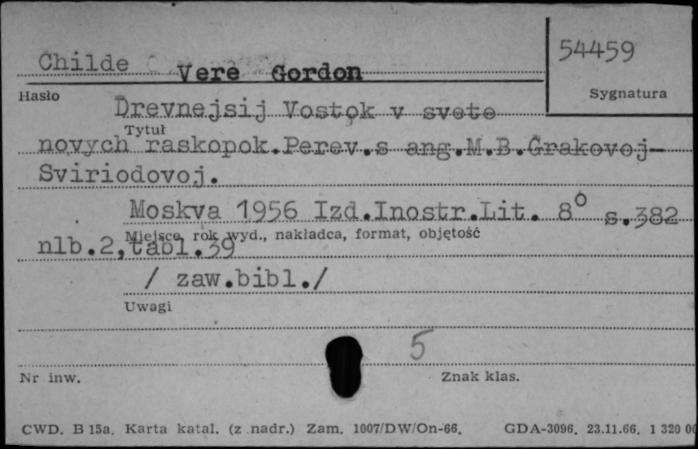 Childe Vere Gordon
54459
Hasło
Sygnatura
Drevnejsij Vostok v svete
Tytuł
novych raskopok.Perev.s ang.M.B.Grakovoj-
Sviriodovoj.
Moskva 1956 Izd.Inostr.Lit. 8° s.382
Miejsce, rok wyd., nakładca, format, objętość
nlb.2,tabl.39
/ zaw.bibl./
Uwagi
5
Nr inw.
Znak klas.
CWD. B 15a. Karta katal. (z nadr.) Zam. 1007/DW/On-66. GDA-3096. 23.11.66. 1 320